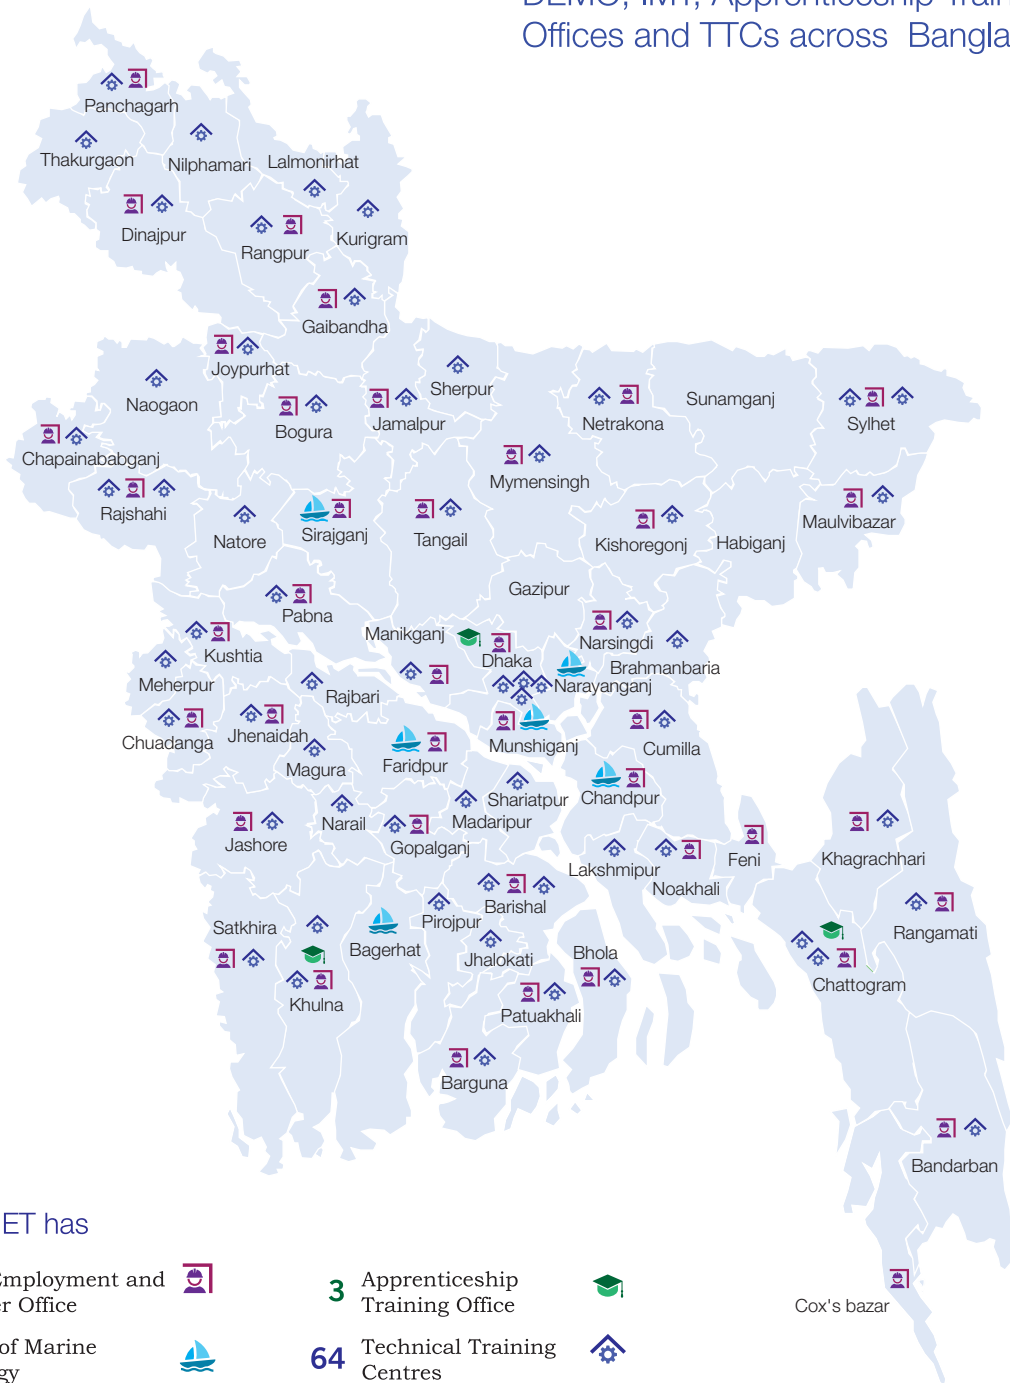 Offices and TTCs across
Panchagarh
Thakurgaon
Nilphamari
Lalmonirhat
Dinajpur
Rangpur
Kurigram
Gaibandha
Joypurhat
Sherpur
Naogaon
Bogura
Jamalpur
Netrakona
Sunamganj
Sylhet
Chapainababganj
Mymensingh
Rajshahi
Natore
Sirajganj
Tangail
Kishoregonj
Habiganj
Maulvibazar
Gazipur
Pabna
Manikganj
Narsingdi
Kushtia
Dhaka
Brahmanbaria
Meherpur
Rajbari
Narayanganj
Chuadanga
Jhenaidah
Magura
Faridpur
Munshiganj
Cumilla
Shariatpur
Chandpur
Jashore
Narail
Madaripur
Gopalganj
Lakshmipur
Noakhali
Feni
Khagrachhari
Satkhira
Pirojpur
Barishal
Rangamati
Bagerhat
Jhalokati
Bhola
Khulna
Patuakhali
Chattogram
Barguna
Bandarban
Cox's bazar
ET has
Employment and
er Office
of Marine
gy
3 Apprenticeship
Training Office
64 Technical Training
Centres